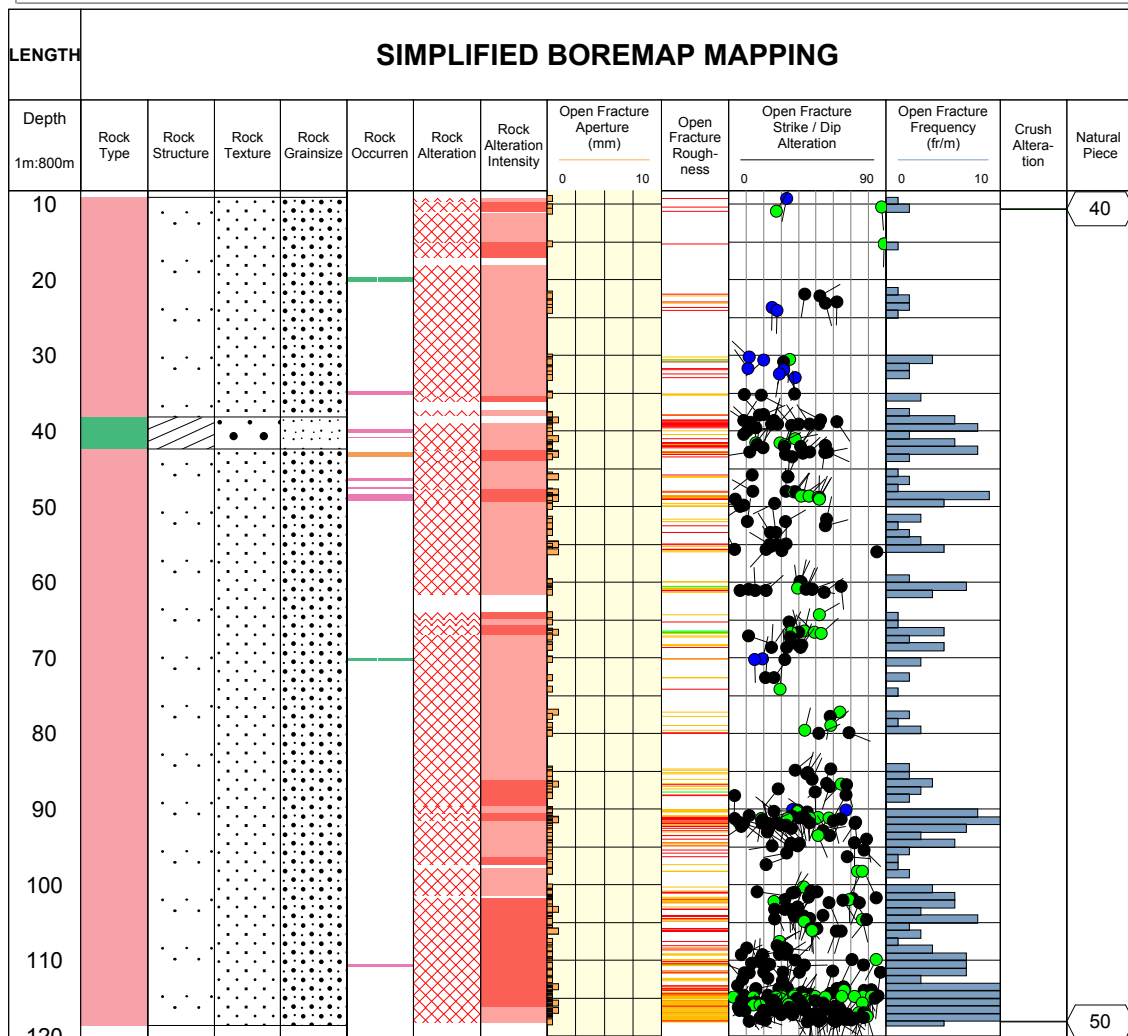 LENGTH
SIMPLIFIED BOREMAP MAPPING
Depth
1m:800m
Rock
Type
Rock
Structure
Rock
Texture
Rock
Grainsize
Rock
Occurren
Rock
Alteration
Rock
Alteration
Intensity
Open Fracture
Aperture
(mm)
0 10
Open
Fracture
Rough-
ness
Open Fracture
Strike / Dip
Alteration
0 90
Open Fracture
Frequency
(fr/m)
0 10
Crush
Altera-
tion
Natural
Piece
10
40
20
30
40
50
60
70
80
90
100
110
50
120